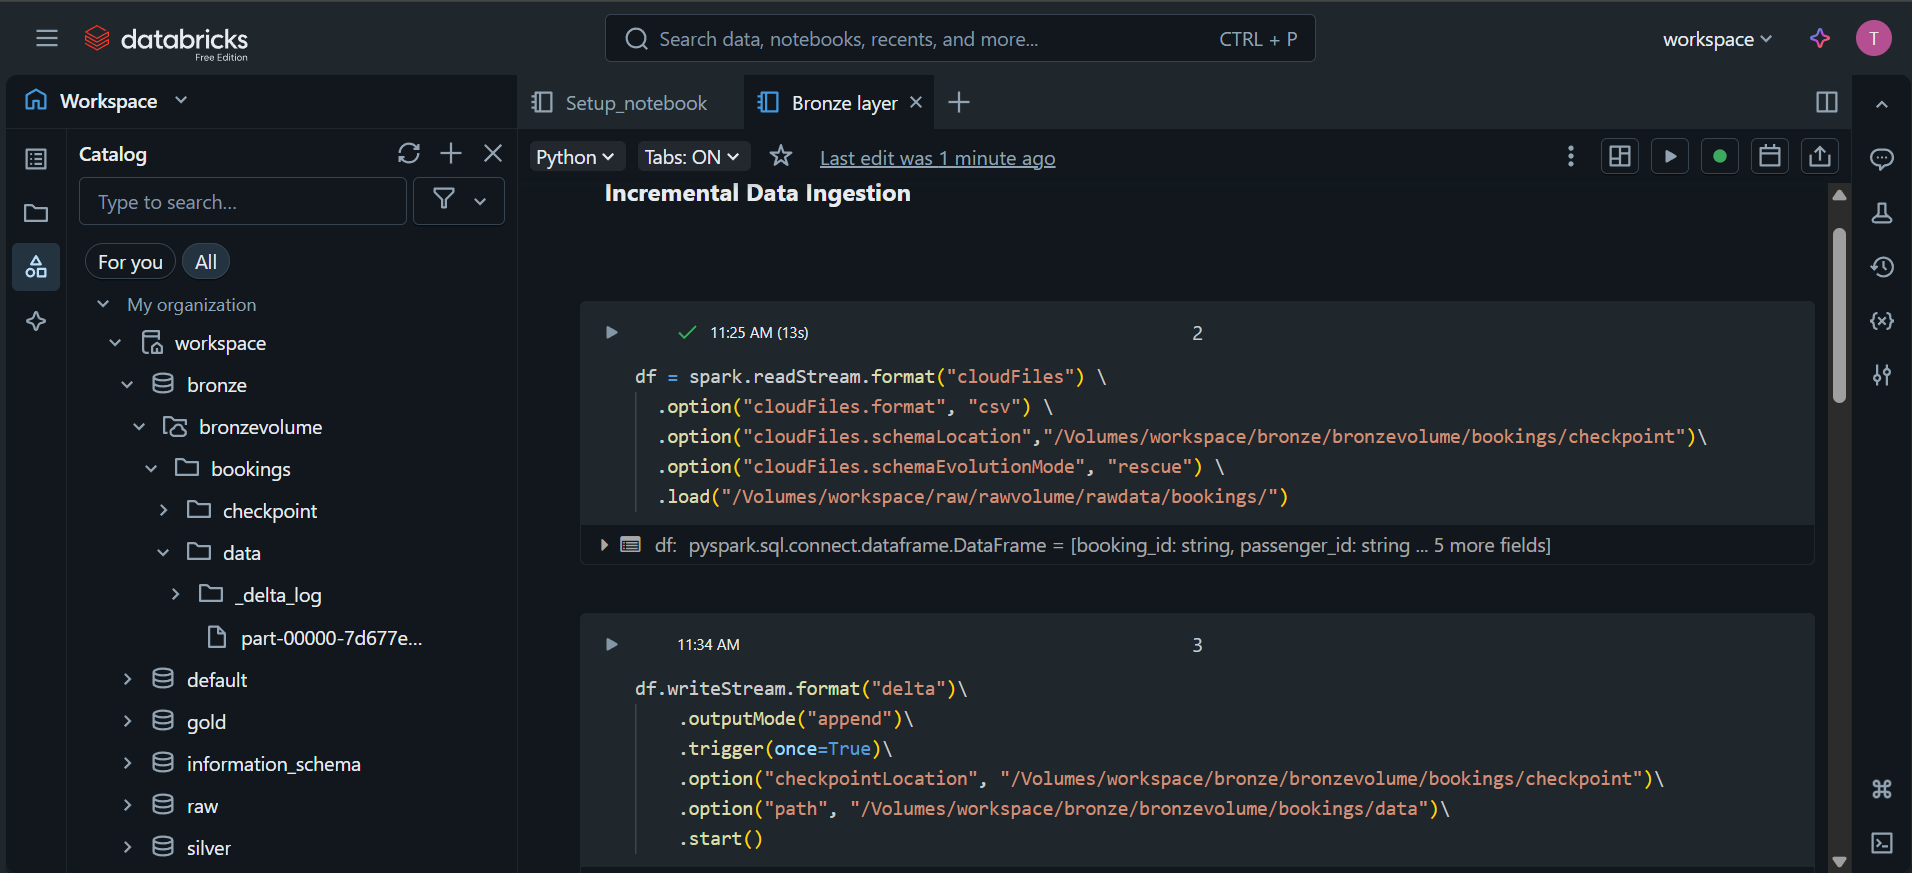 databricks
Free Edition
Search data, notebooks, recents, and more...
CTRL + P
workspace
T
Workspace
Setup_notebook
Bronze layer
Catalog
Python
Tabs: ON
Last edit was 1 minute ago
Type to search...
For you
All
My organization
workspace
bronze
bronzevolume
bookings
checkpoint
data
_delta_log
part-00000-7d677e...
default
gold
information_schema
raw
silver
Incremental Data Ingestion
11:25 AM (13s)
2
df = spark.readStream.format("cloudFiles") \
.option("cloudFiles.format", "csv") \
.option("cloudFiles.schemaLocation","/Volumes/workspace/bronze/bronzevolume/bookings/checkpoint")\
.option("cloudFiles.schemaEvolutionMode", "rescue") \
.load("/Volumes/workspace/raw/rawvolume/rawdata/bookings/")
df: pyspark.sql.connect.dataframe.DataFrame = [booking_id: string, passenger_id: string ... 5 more fields]
11:34 AM
3
df.writeStream.format("delta")\
.outputMode("append")\
.trigger(once=True)\
.option("checkpointLocation", "/Volumes/workspace/bronze/bronzevolume/bookings/checkpoint")\
.option("path", "/Volumes/workspace/bronze/bronzevolume/bookings/data")\
.start()